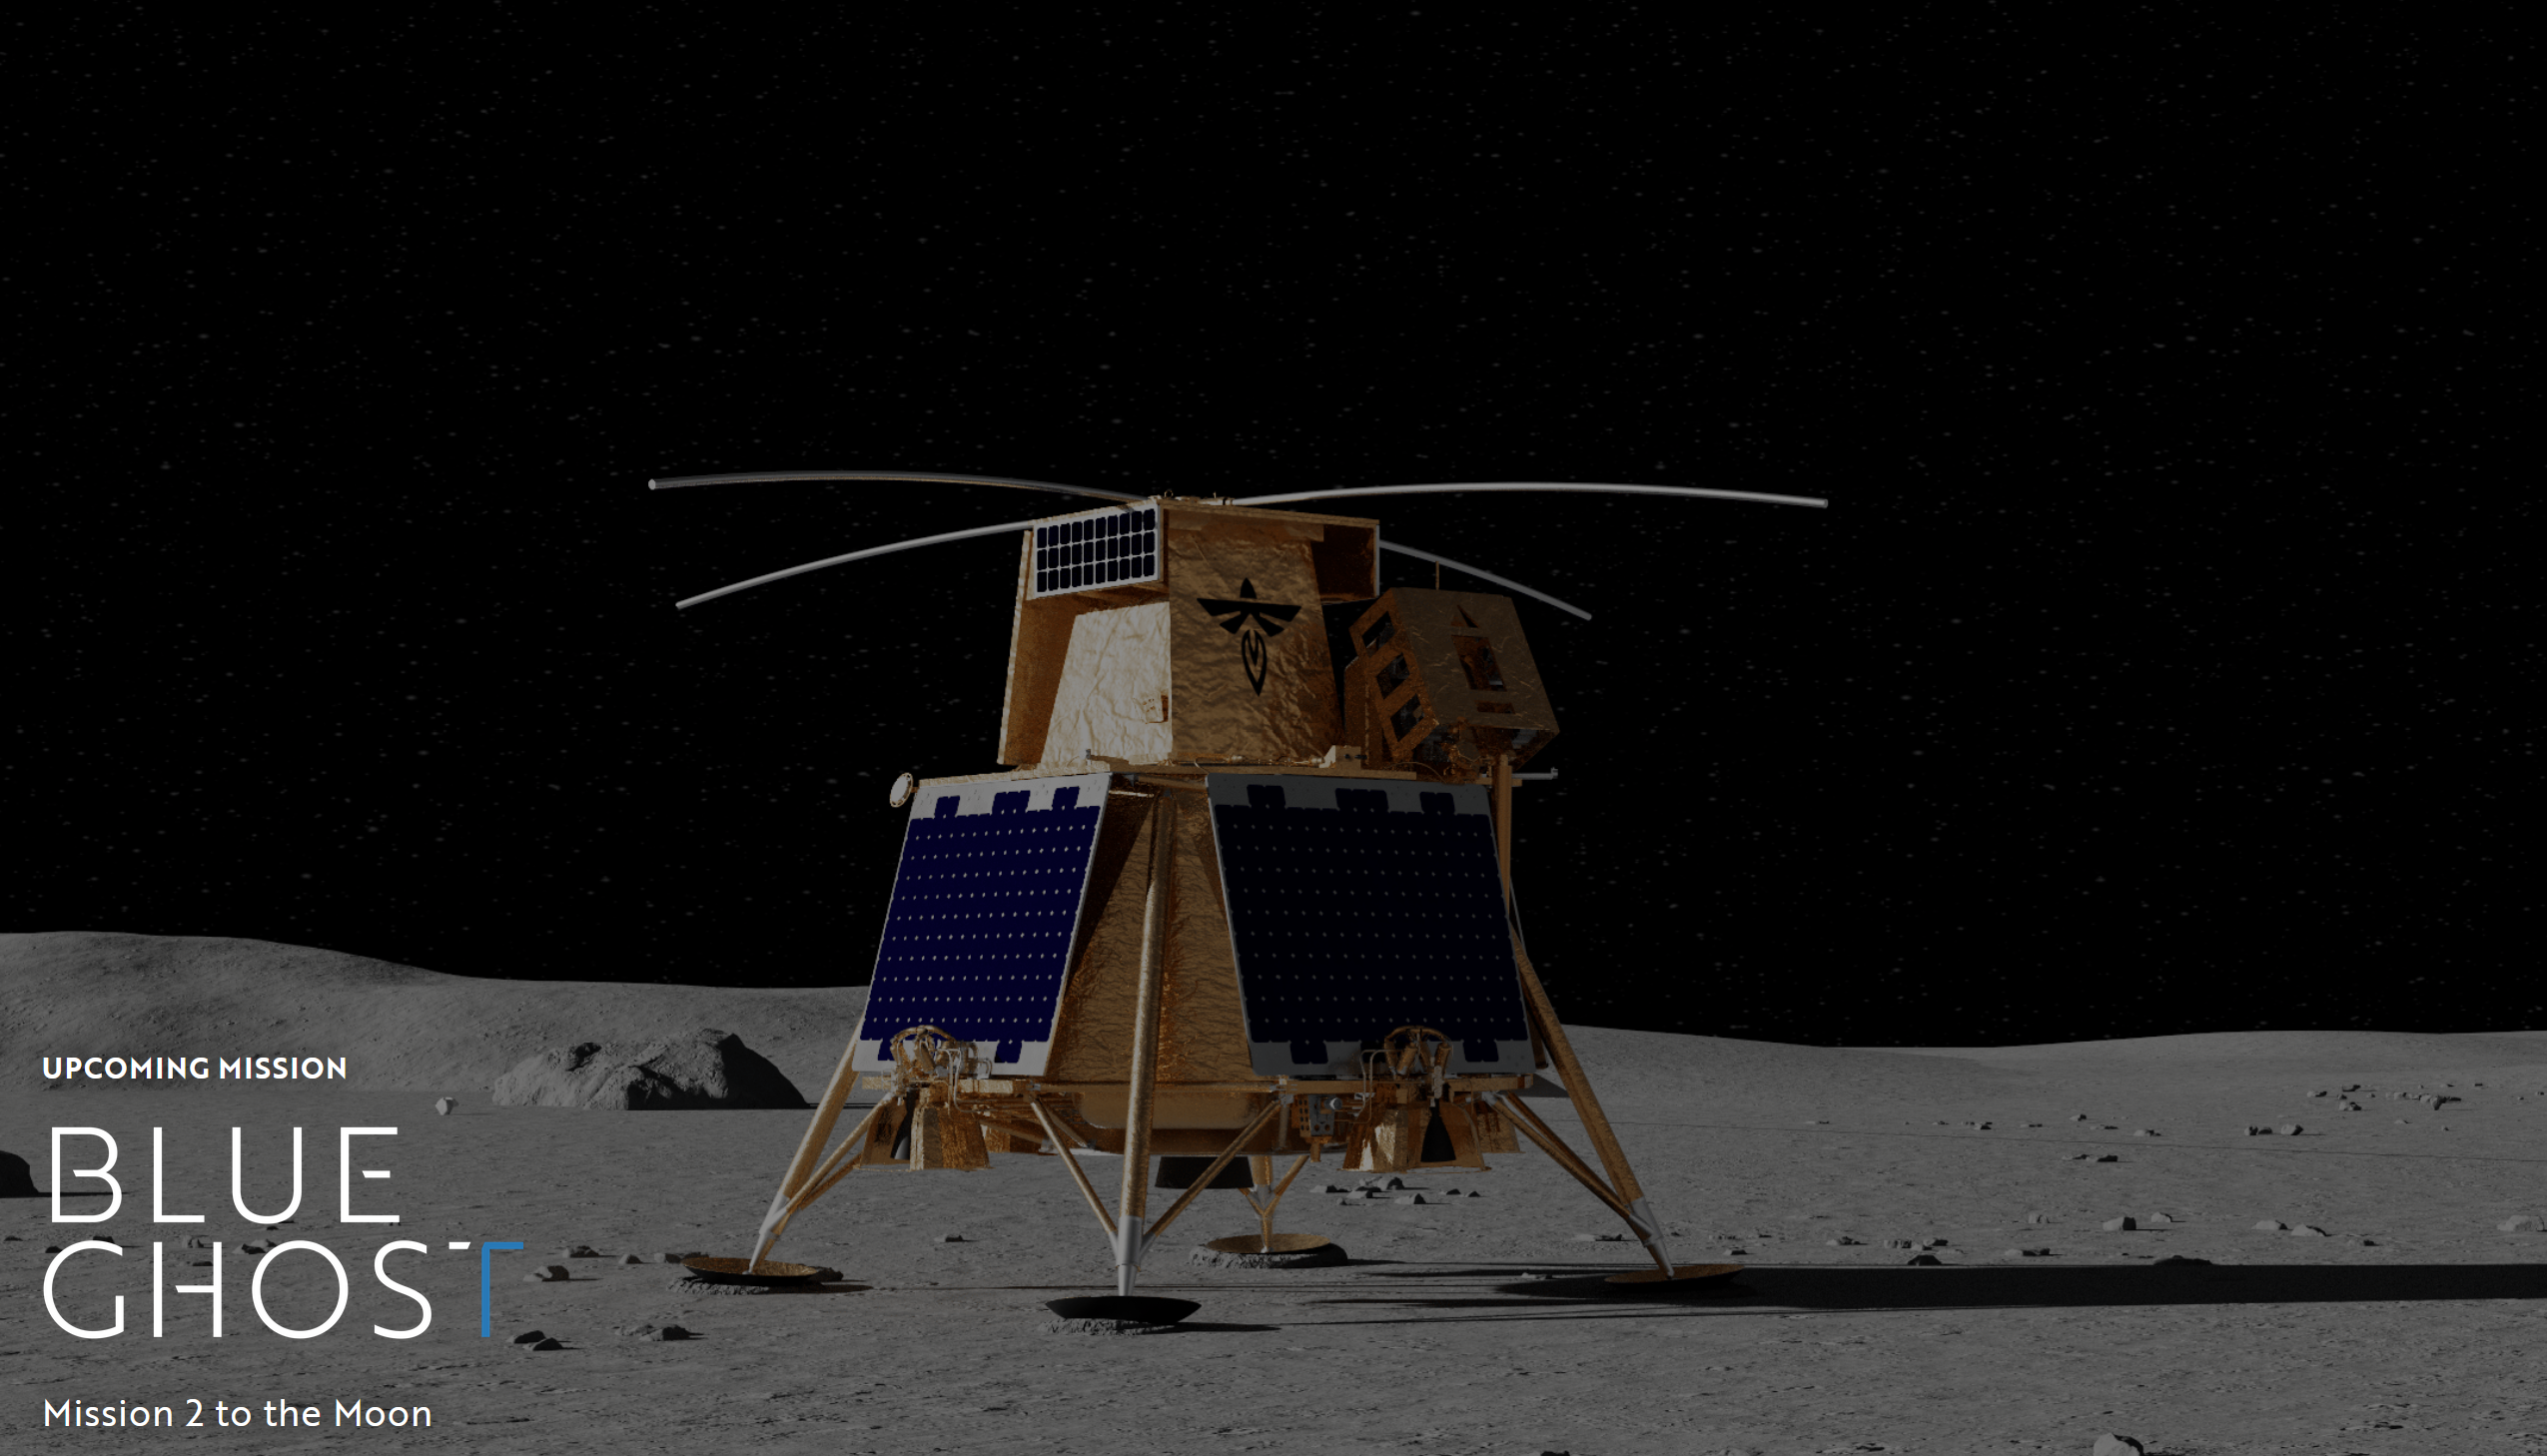 UPCOMING MISSION
BLUE
GHOST
Mission 2 to the Moon